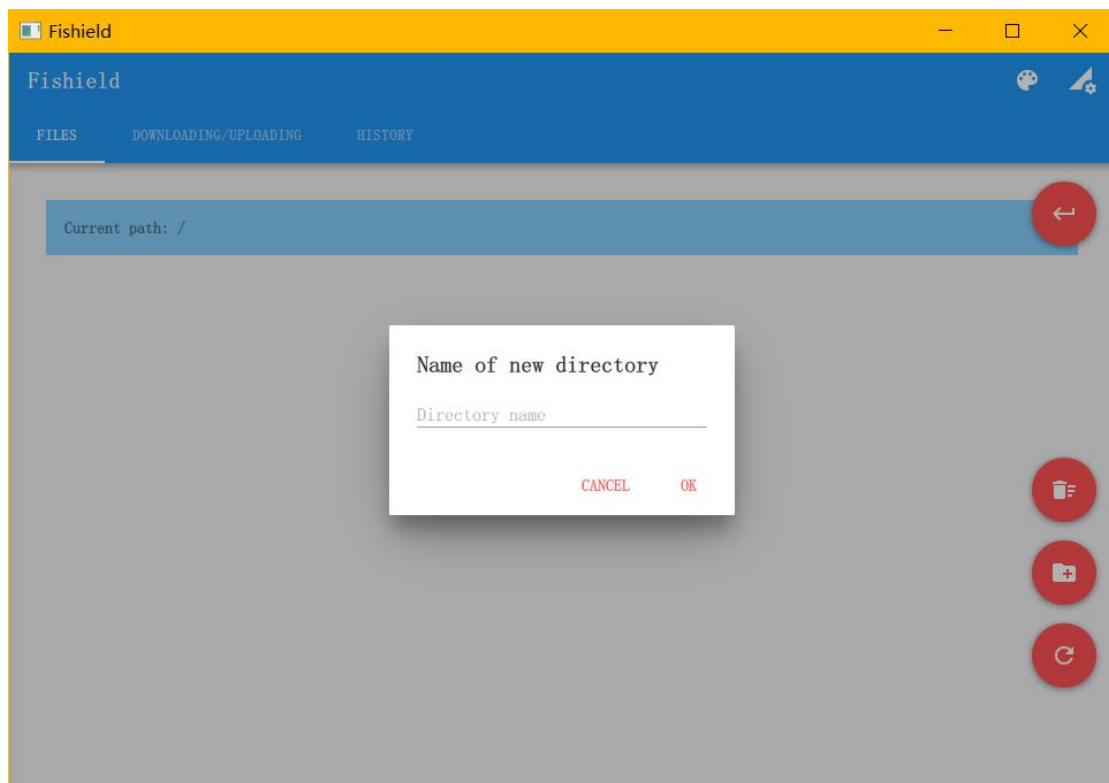 Fishield
Fishield
FILES DOWNLOADING/UPLOADING HISTORY
Current path: /
Name of new directory
Directory name
CANCEL OK